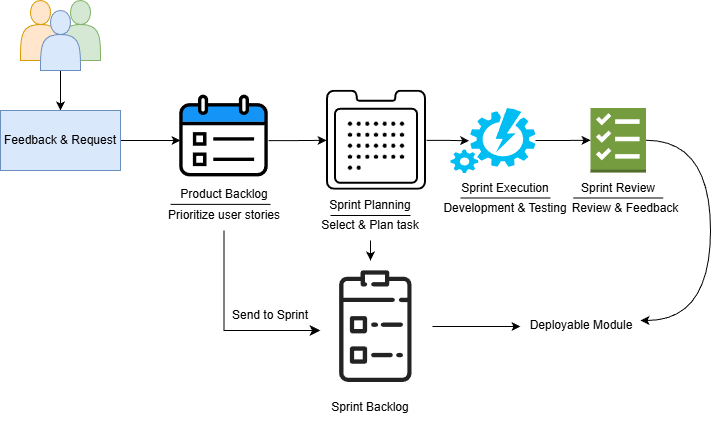 Feedback & Request
Product Backlog
Prioritize user stories
Sprint Planning
Select & Plan task
Sprint Execution
Development & Testing
Sprint Review
Review & Feedback
Send to Sprint
Deployable Module
Sprint Backlog